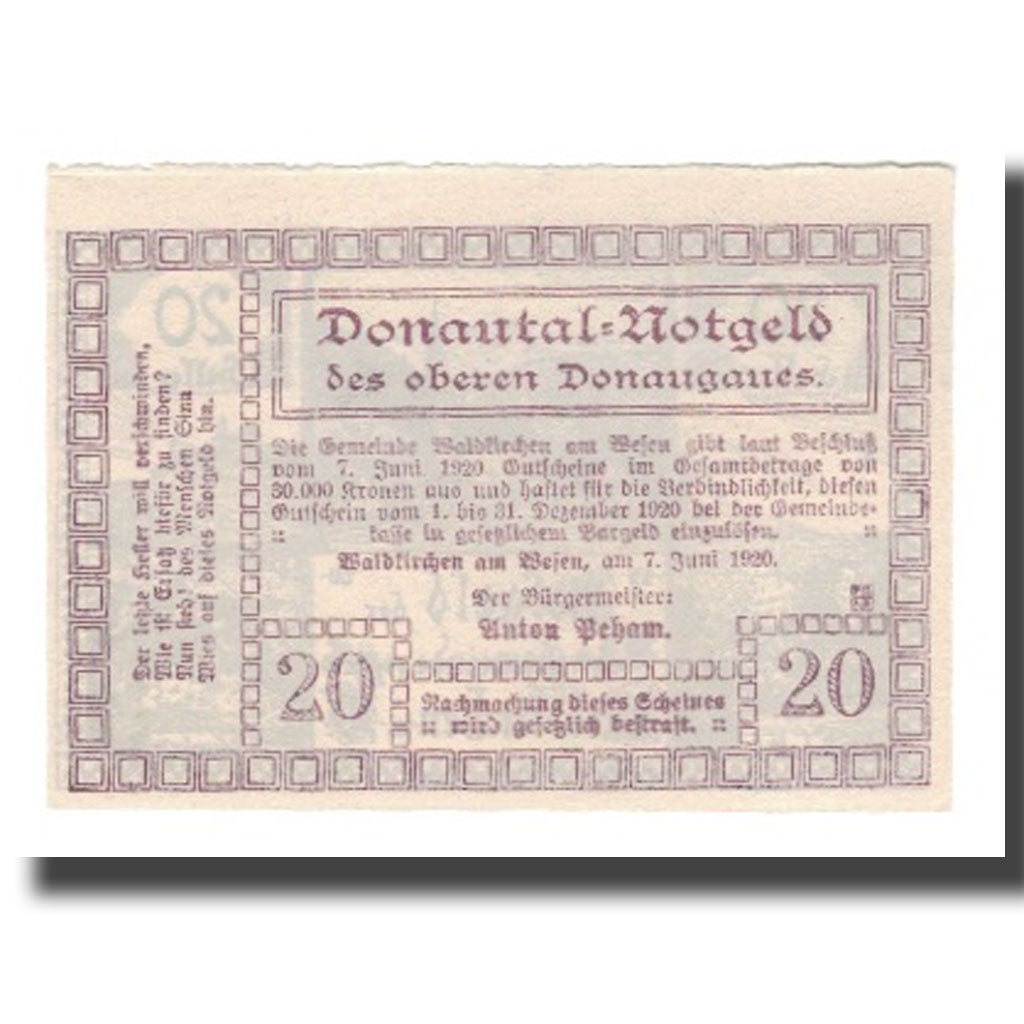 Donautal=Notgeld
des oberen Donaugaues.
Die Gemeinde Waldkirchen am Wesen gibt laut Beschluß
vom 7. Juni 1920 Gutscheine im Gesamtbetrage von
30.000 Kronen aus und haftet für die Verbindlichkeit, diesen
Gutschein vom 1. bis 31. Dezember 1920 bei der Gemeinde-
:: kasse in gesetzlichem Bargeld einzulösen. ::
Waldkirchen am Wesen, am 7. Juni 1920.
Der Bürgermeister:
Anton Peham.
20
20
Nachmachung dieses Scheines
:: wird gesetzlich bestraft. ::
Der letzte Heller will verschwinden,
Wie ist Ersatz hiefür zu finden?
Nun sieh' des Menschen Sinn
Wies auf dieses Notgeld hin.
20